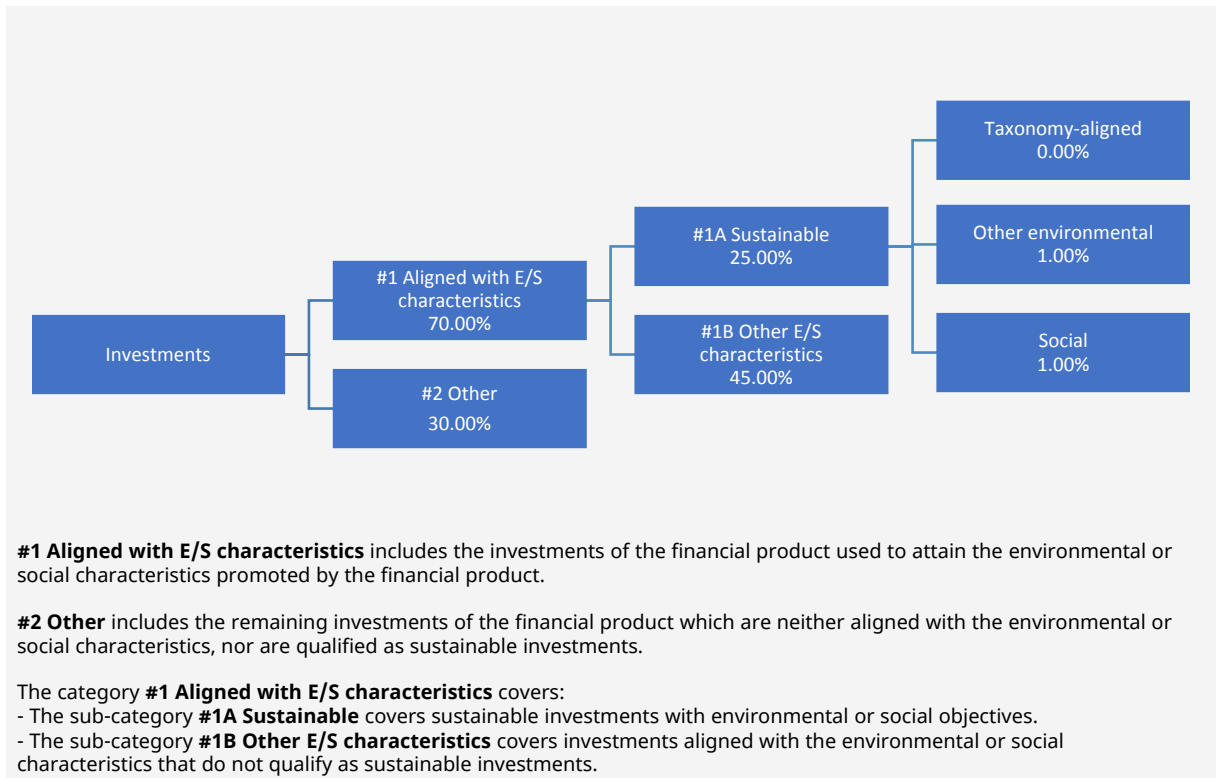 Investments
#1 Aligned with E/S
characteristics
70.00%
#2 Other
30.00%
#1A Sustainable
25.00%
#1B Other E/S
characteristics
45.00%
Taxonomy-aligned
0.00%
Other environmental
1.00%
Social
1.00%
#1 Aligned with E/S characteristics includes the investments of the financial product used to attain the environmental or
social characteristics promoted by the financial product.
#2 Other includes the remaining investments of the financial product which are neither aligned with the environmental or
social characteristics, nor are qualified as sustainable investments.
The category #1 Aligned with E/S characteristics covers:
- The sub-category #1A Sustainable covers sustainable investments with environmental or social objectives.
- The sub-category #1B Other E/S characteristics covers investments aligned with the environmental or social
characteristics that do not qualify as sustainable investments.